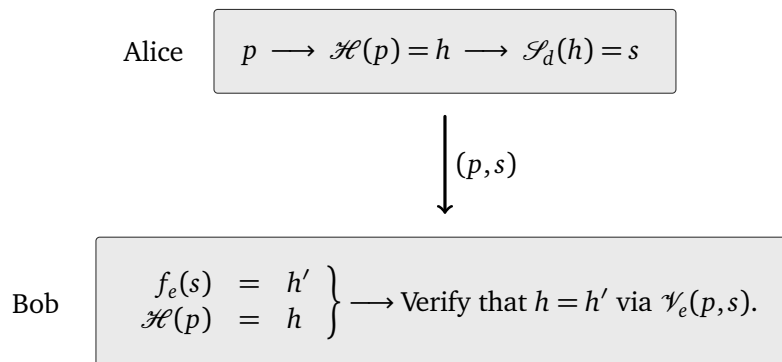 Alice p ⟶ ℋ(p) = h ⟶ 𝒮_d(h) = s
(p, s)
f_e(s) = h′
Bob } ⟶ Verify that h = h′ via 𝒱_e(p, s).
ℋ(p) = h